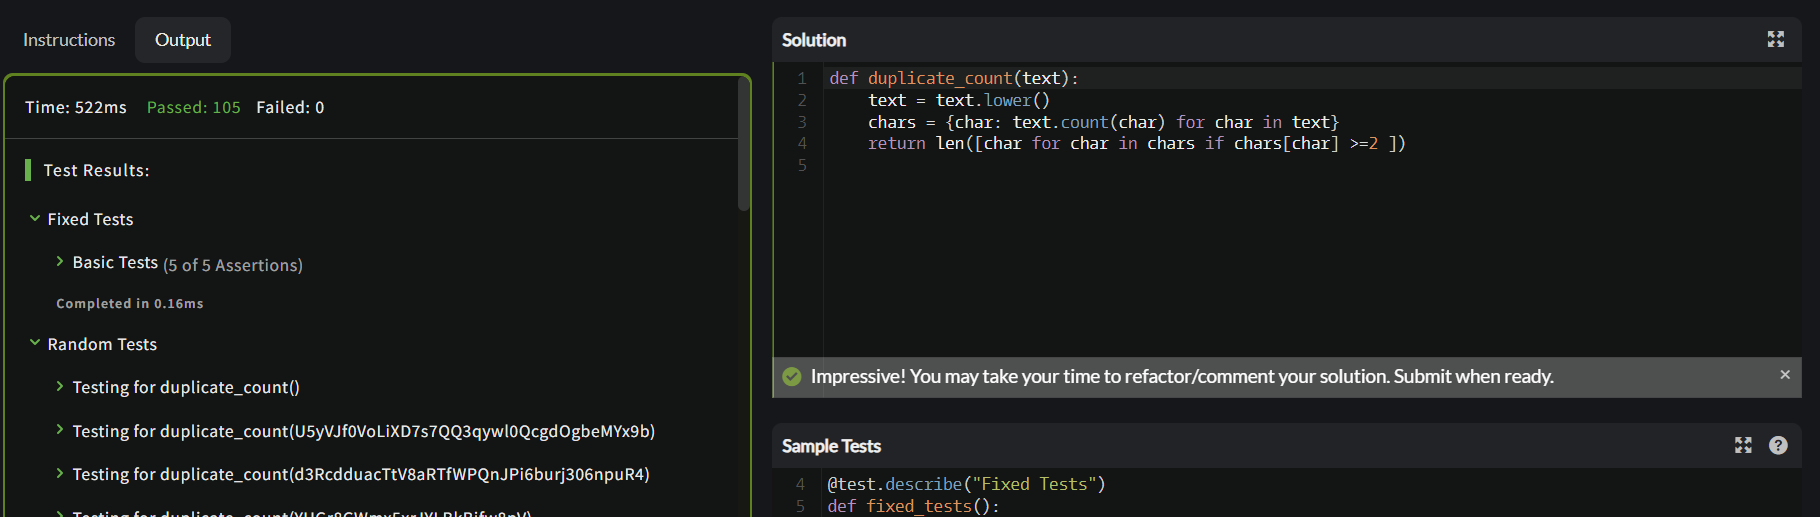 Instructions
Output
Time: 522ms Passed: 105 Failed: 0
Test Results:
Fixed Tests
Basic Tests (5 of 5 Assertions)
Completed in 0.16ms
Random Tests
Testing for duplicate_count()
Testing for duplicate_count(U5yVJf0VoLiXD7s7QQ3qywl0QcgdOgbeMYx9b)
Testing for duplicate_count(d3RcdduacTtV8aRTfWPQnJPi6burj306npuR4)
Solution
1 def duplicate_count(text):
2     text = text.lower()
3     chars = {char: text.count(char) for char in text}
4     return len([char for char in chars if chars[char] >=2 ])
5
Impressive! You may take your time to refactor/comment your solution. Submit when ready.
Sample Tests
4 @test.describe("Fixed Tests")
5 def fixed_tests():